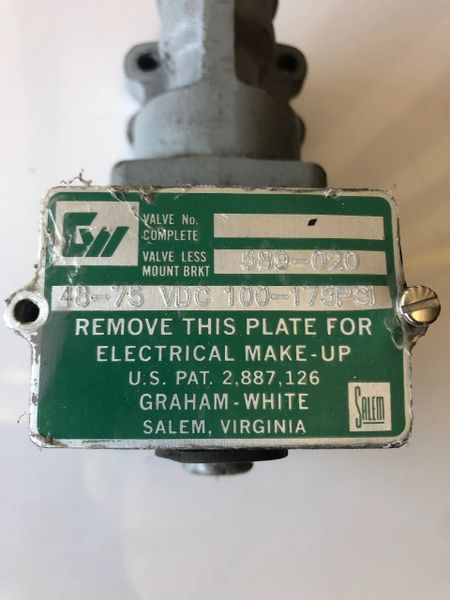 GW
VALVE No.
COMPLETE
VALVE LESS
MOUNT BRKT 589-020
48-75 VDC 100-175PSI
REMOVE THIS PLATE FOR
ELECTRICAL MAKE-UP
U.S. PAT. 2,887,126
GRAHAM-WHITE
SALEM, VIRGINIA
SALEM